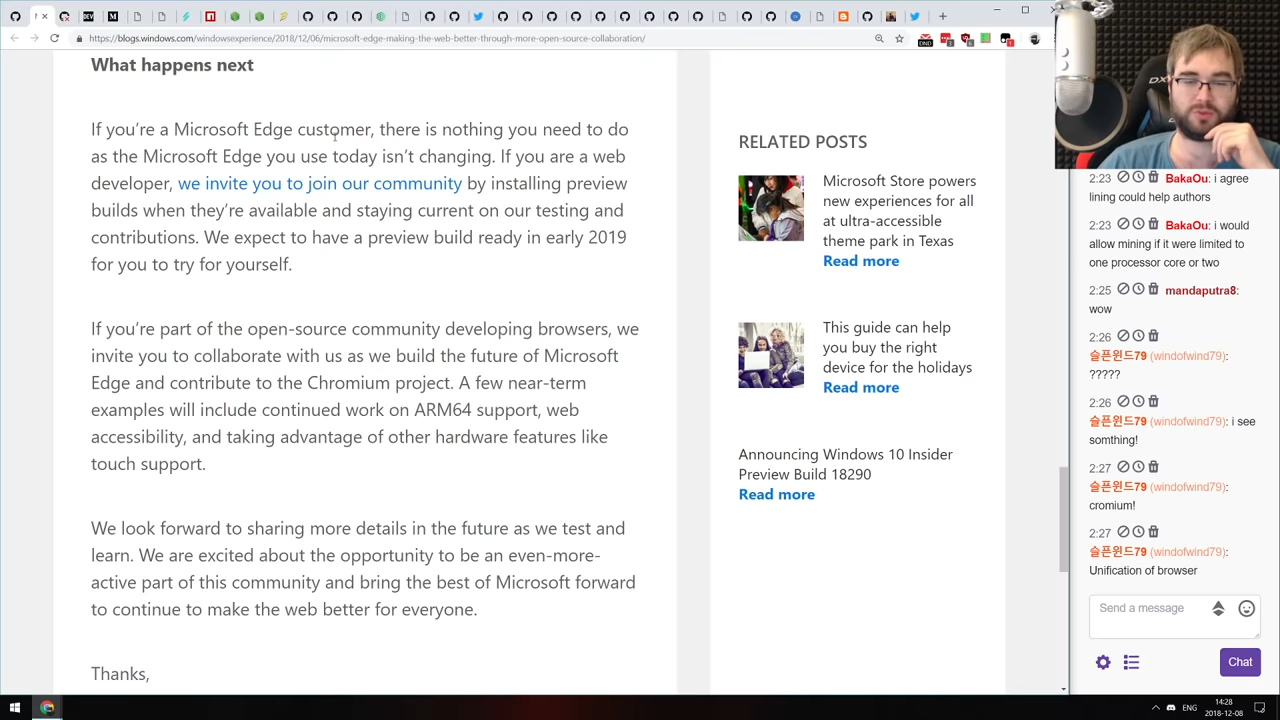 https://blogs.windows.com/windowsexperience/2018/12/06/microsoft-edge-making-the-web-better-through-more-open-source-collaboration/
What happens next
If you're a Microsoft Edge customer, there is nothing you need to do
as the Microsoft Edge you use today isn't changing. If you are a web
developer, we invite you to join our community by installing preview
builds when they're available and staying current on our testing and
contributions. We expect to have a preview build ready in early 2019
for you to try for yourself.
If you're part of the open-source community developing browsers, we
invite you to collaborate with us as we build the future of Microsoft
Edge and contribute to the Chromium project. A few near-term
examples will include continued work on ARM64 support, web
accessibility, and taking advantage of other hardware features like
touch support.
We look forward to sharing more details in the future as we test and
learn. We are excited about the opportunity to be an even-more-
active part of this community and bring the best of Microsoft forward
to continue to make the web better for everyone.
Thanks,
RELATED POSTS
Microsoft Store powers
new experiences for all
at ultra-accessible
theme park in Texas
Read more
This guide can help
you buy the right
device for the holidays
Read more
Announcing Windows 10 Insider
Preview Build 18290
Read more
2:23 BakaOu: i agree
lining could help authors
2:23 BakaOu: i would
allow mining if it were limited to
one processor core or two
2:25 mandaputra8:
wow
2:26
슬픈윈드79 (windofwind79):
?????
2:26
슬픈윈드79 (windofwind79): i see
somthing!
2:27
슬픈윈드79 (windofwind79):
cromium!
2:27
슬픈윈드79 (windofwind79):
Unification of browser
Send a message
Chat
ENG
14:28
2018-12-08